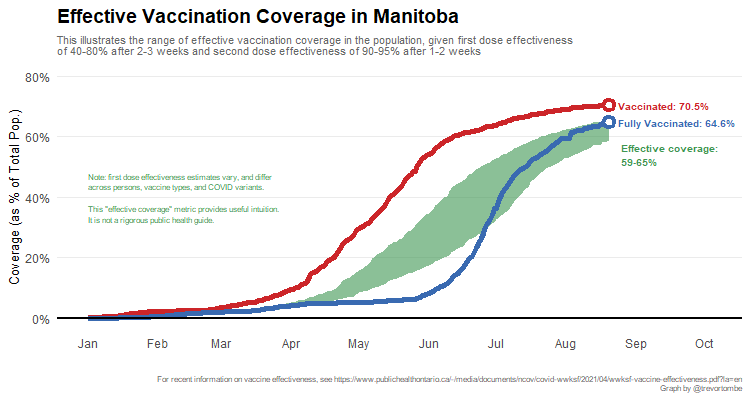 Effective Vaccination Coverage in Manitoba
This illustrates the range of effective vaccination coverage in the population, given first dose effectiveness
of 40-80% after 2-3 weeks and second dose effectiveness of 90-95% after 1-2 weeks
Coverage (as % of Total Pop.)
80%
60%
40%
20%
0%
Vaccinated: 70.5%
Fully Vaccinated: 64.6%
Effective coverage:
59-65%
Note: first dose effectiveness estimates vary, and differ
across persons, vaccine types, and COVID variants.
This "effective coverage" metric provides useful intuition.
It is not a rigorous public health guide.
Jan Feb Mar Apr May Jun Jul Aug Sep Oct
For recent information on vaccine effectiveness, see https://www.publichealthontario.ca/-/media/documents/ncov/covid-wwksf/2021/04/wwksf-vaccine-effectiveness.pdf?la=en
Graph by @trevortombe